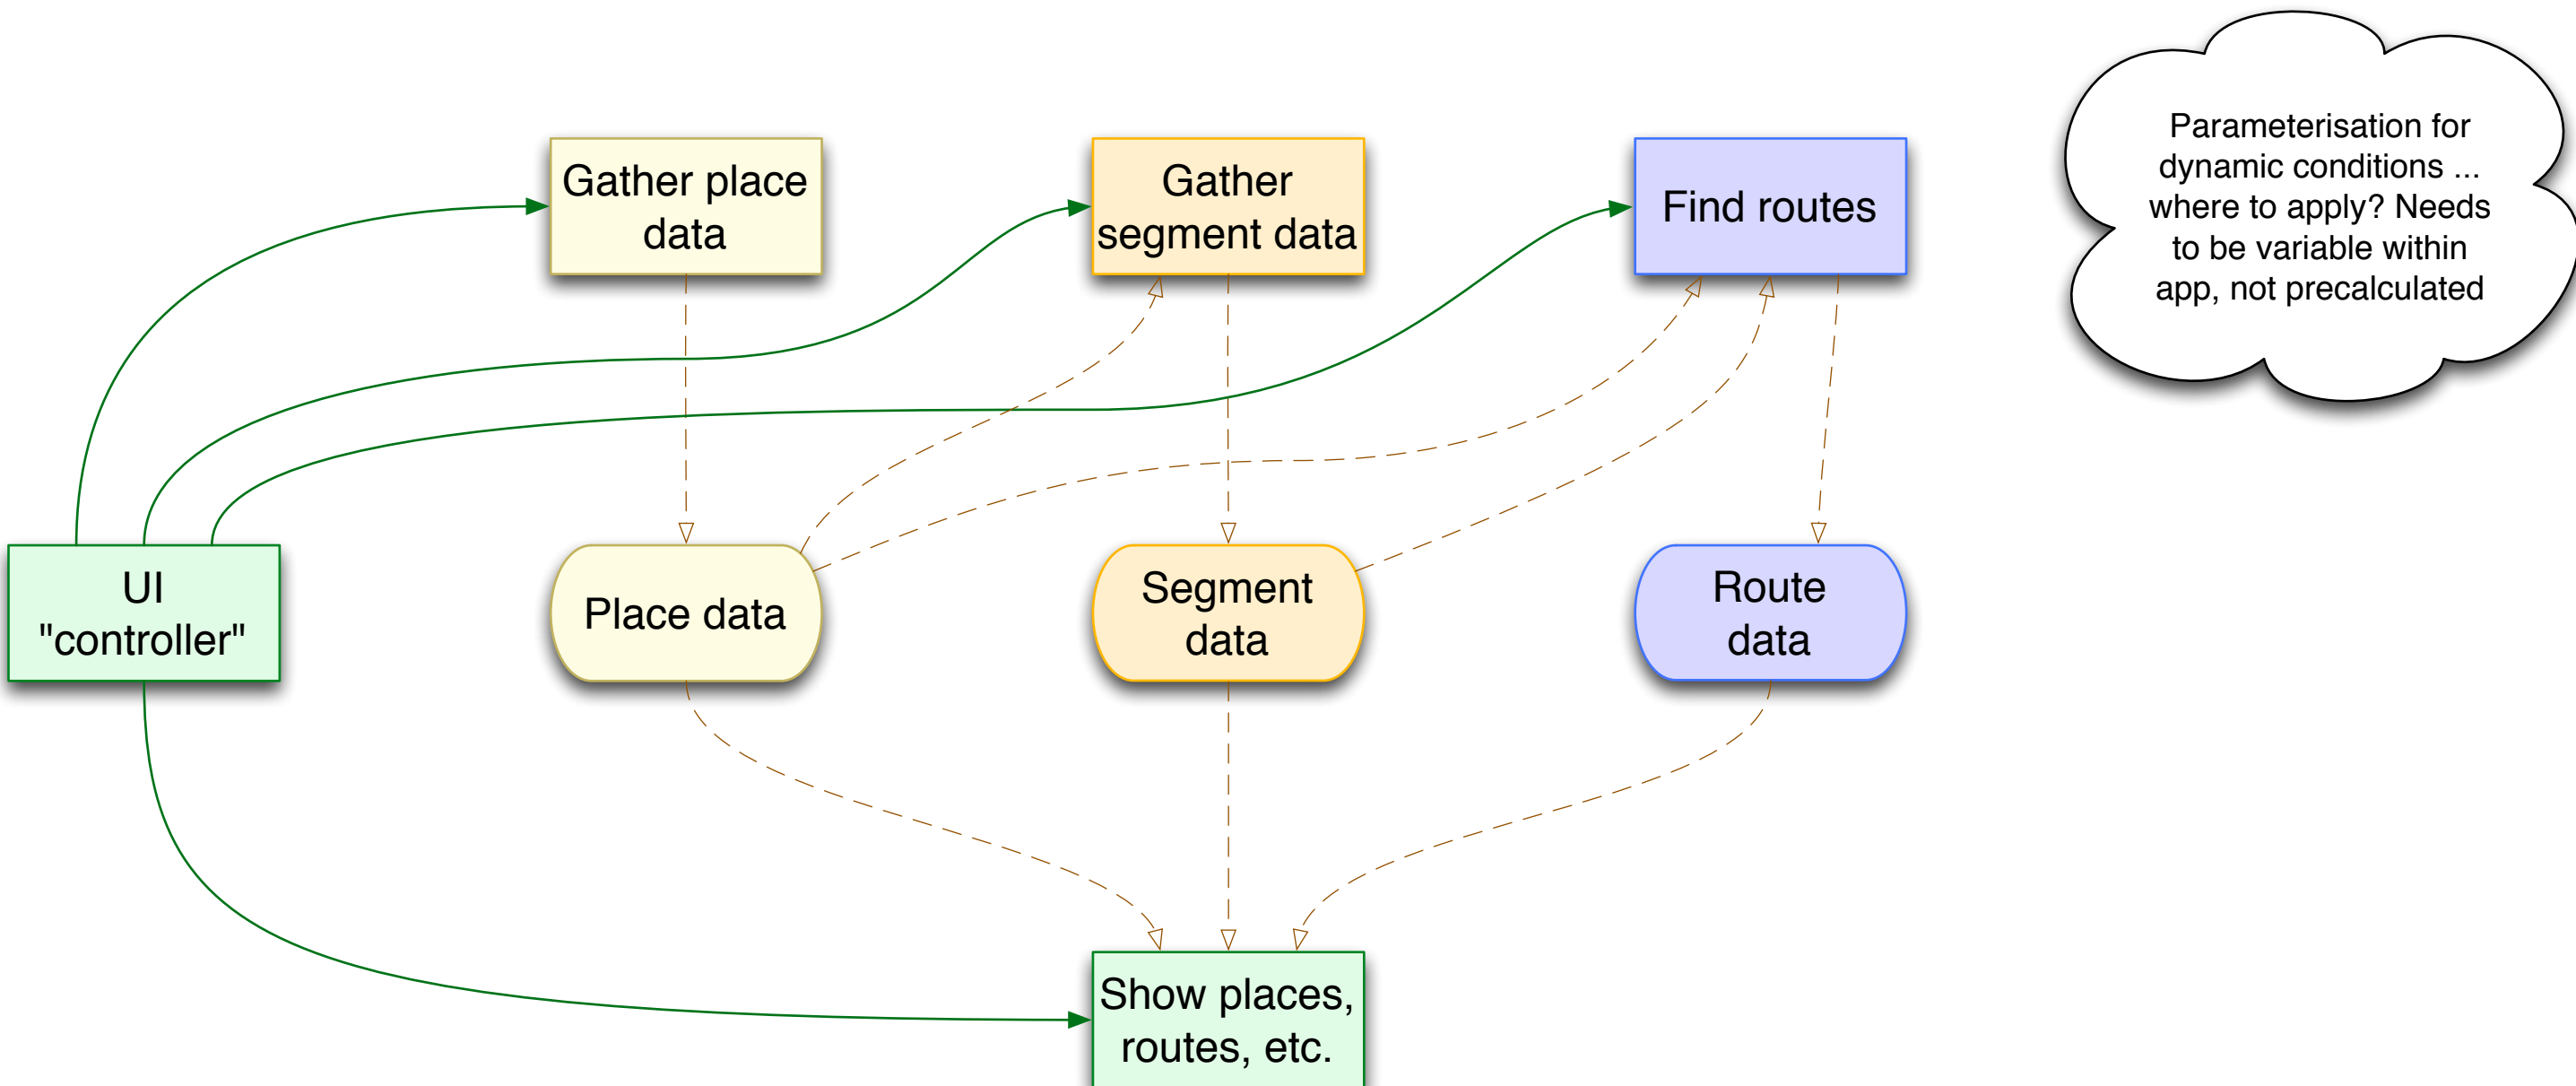 Gather place
data
Gather
segment data
Find routes
Parameterisation for
dynamic conditions ...
where to apply? Needs
to be variable within
app, not precalculated
UI
"controller"
Place data
Segment
data
Route
data
Show places,
routes, etc.